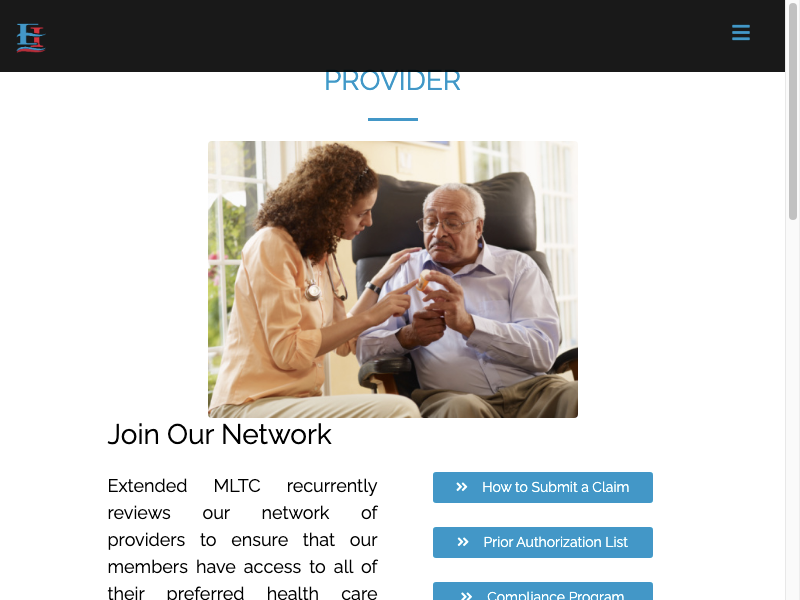 PROVIDER
Join Our Network
Extended MLTC recurrently
reviews our network of
providers to ensure that our
members have access to all of
their preferred health care
How to Submit a Claim
Prior Authorization List
Compliance Program